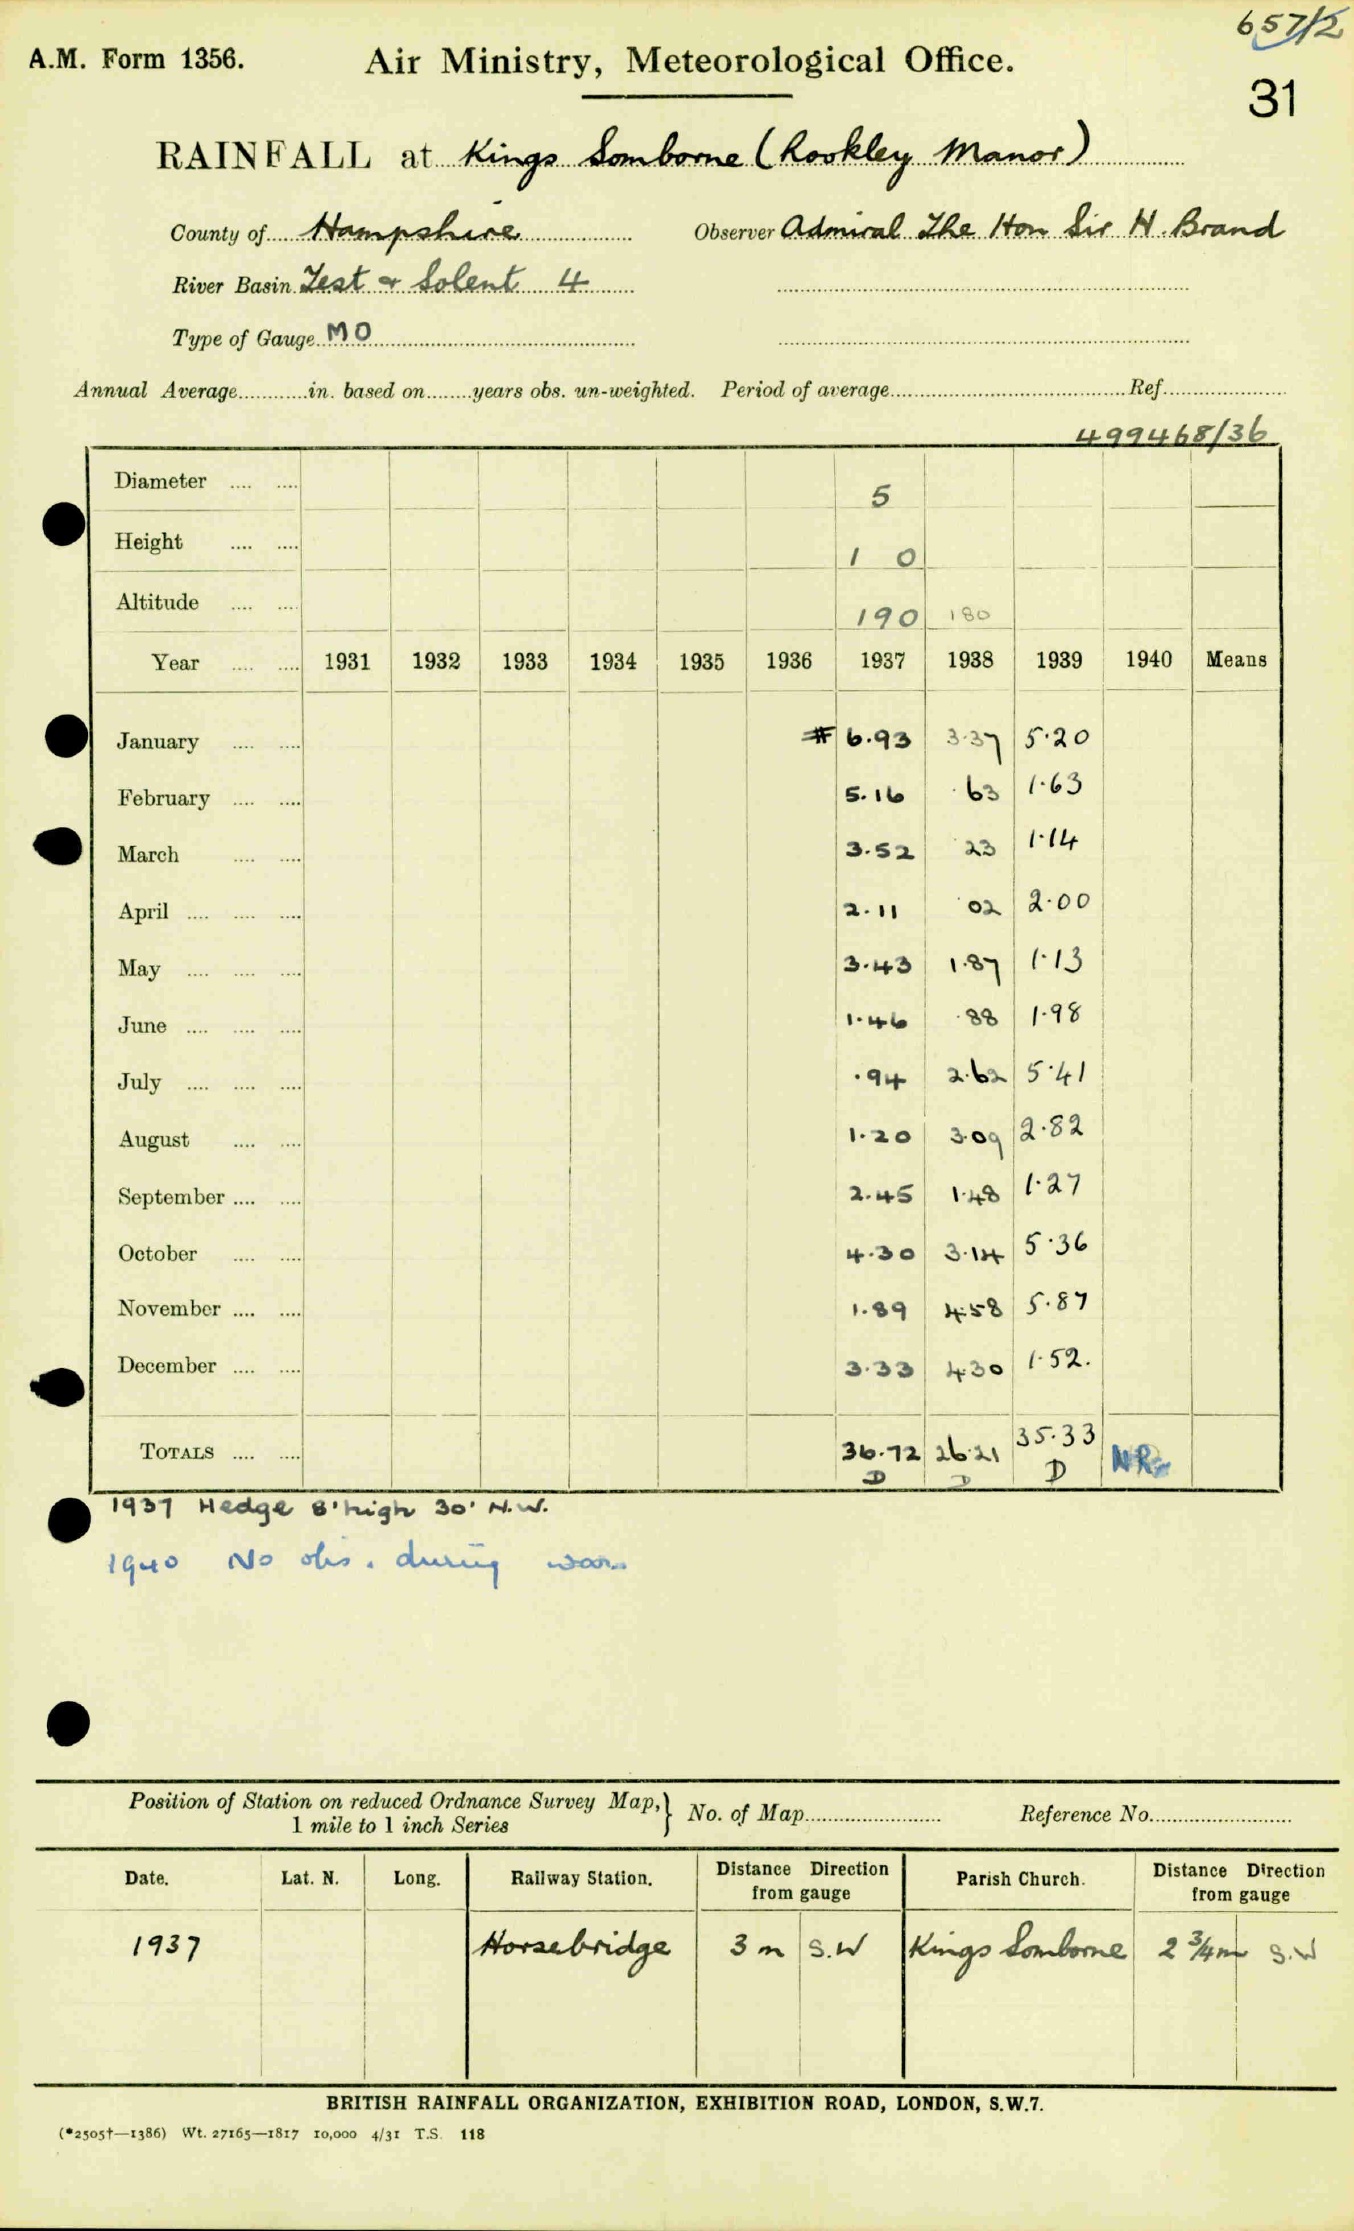 657/2
A.M. Form 1356. Air Ministry, Meteorological Office.
31
RAINFALL at Kings Somborne (Rookley Manor)
County of Hampshire Observer Admiral The Hon Sir H. Brand
River Basin Test & Solent 4
Type of Gauge MO
Annual Average............in. based on........years obs. un-weighted. Period of average............ Ref............
499468/36
Diameter .... .... 5
Height .... .... 1 0
Altitude .... .... 190 180
Year .... .... 1931 1932 1933 1934 1935 1936 1937 1938 1939 1940 Means
January .... .... # 6.93 3.37 5.20
February .... .... 5.16 .63 1.63
March .... .... 3.52 .23 1.14
April .... .... .... 2.11 .02 2.00
May .... .... .... 3.43 1.87 1.13
June .... .... .... 1.46 .88 1.98
July .... .... .... .94 2.62 5.41
August .... .... 1.20 3.09 2.82
September .... .... 2.45 1.48 1.27
October .... .... 4.30 3.14 5.36
November .... .... 1.89 4.58 5.87
December .... .... 3.33 4.30 1.52.
TOTALS .... .... 36.72 26.21 35.33 NR
D D D
1937 Hedge 8' high 30' N.W.
1940 No obs. during war
Position of Station on reduced Ordnance Survey Map, } No. of Map............ Reference No............
1 mile to 1 inch Series
Date. Lat. N. Long. Railway Station. Distance Direction from gauge Parish Church. Distance Direction from gauge
1937 Horsebridge 3 m S.W Kings Somborne 2 3/4 m S.W
BRITISH RAINFALL ORGANIZATION, EXHIBITION ROAD, LONDON, S.W.7.
(*2505†—1386) Wt. 27165—1817 10,000 4/31 T.S. 118